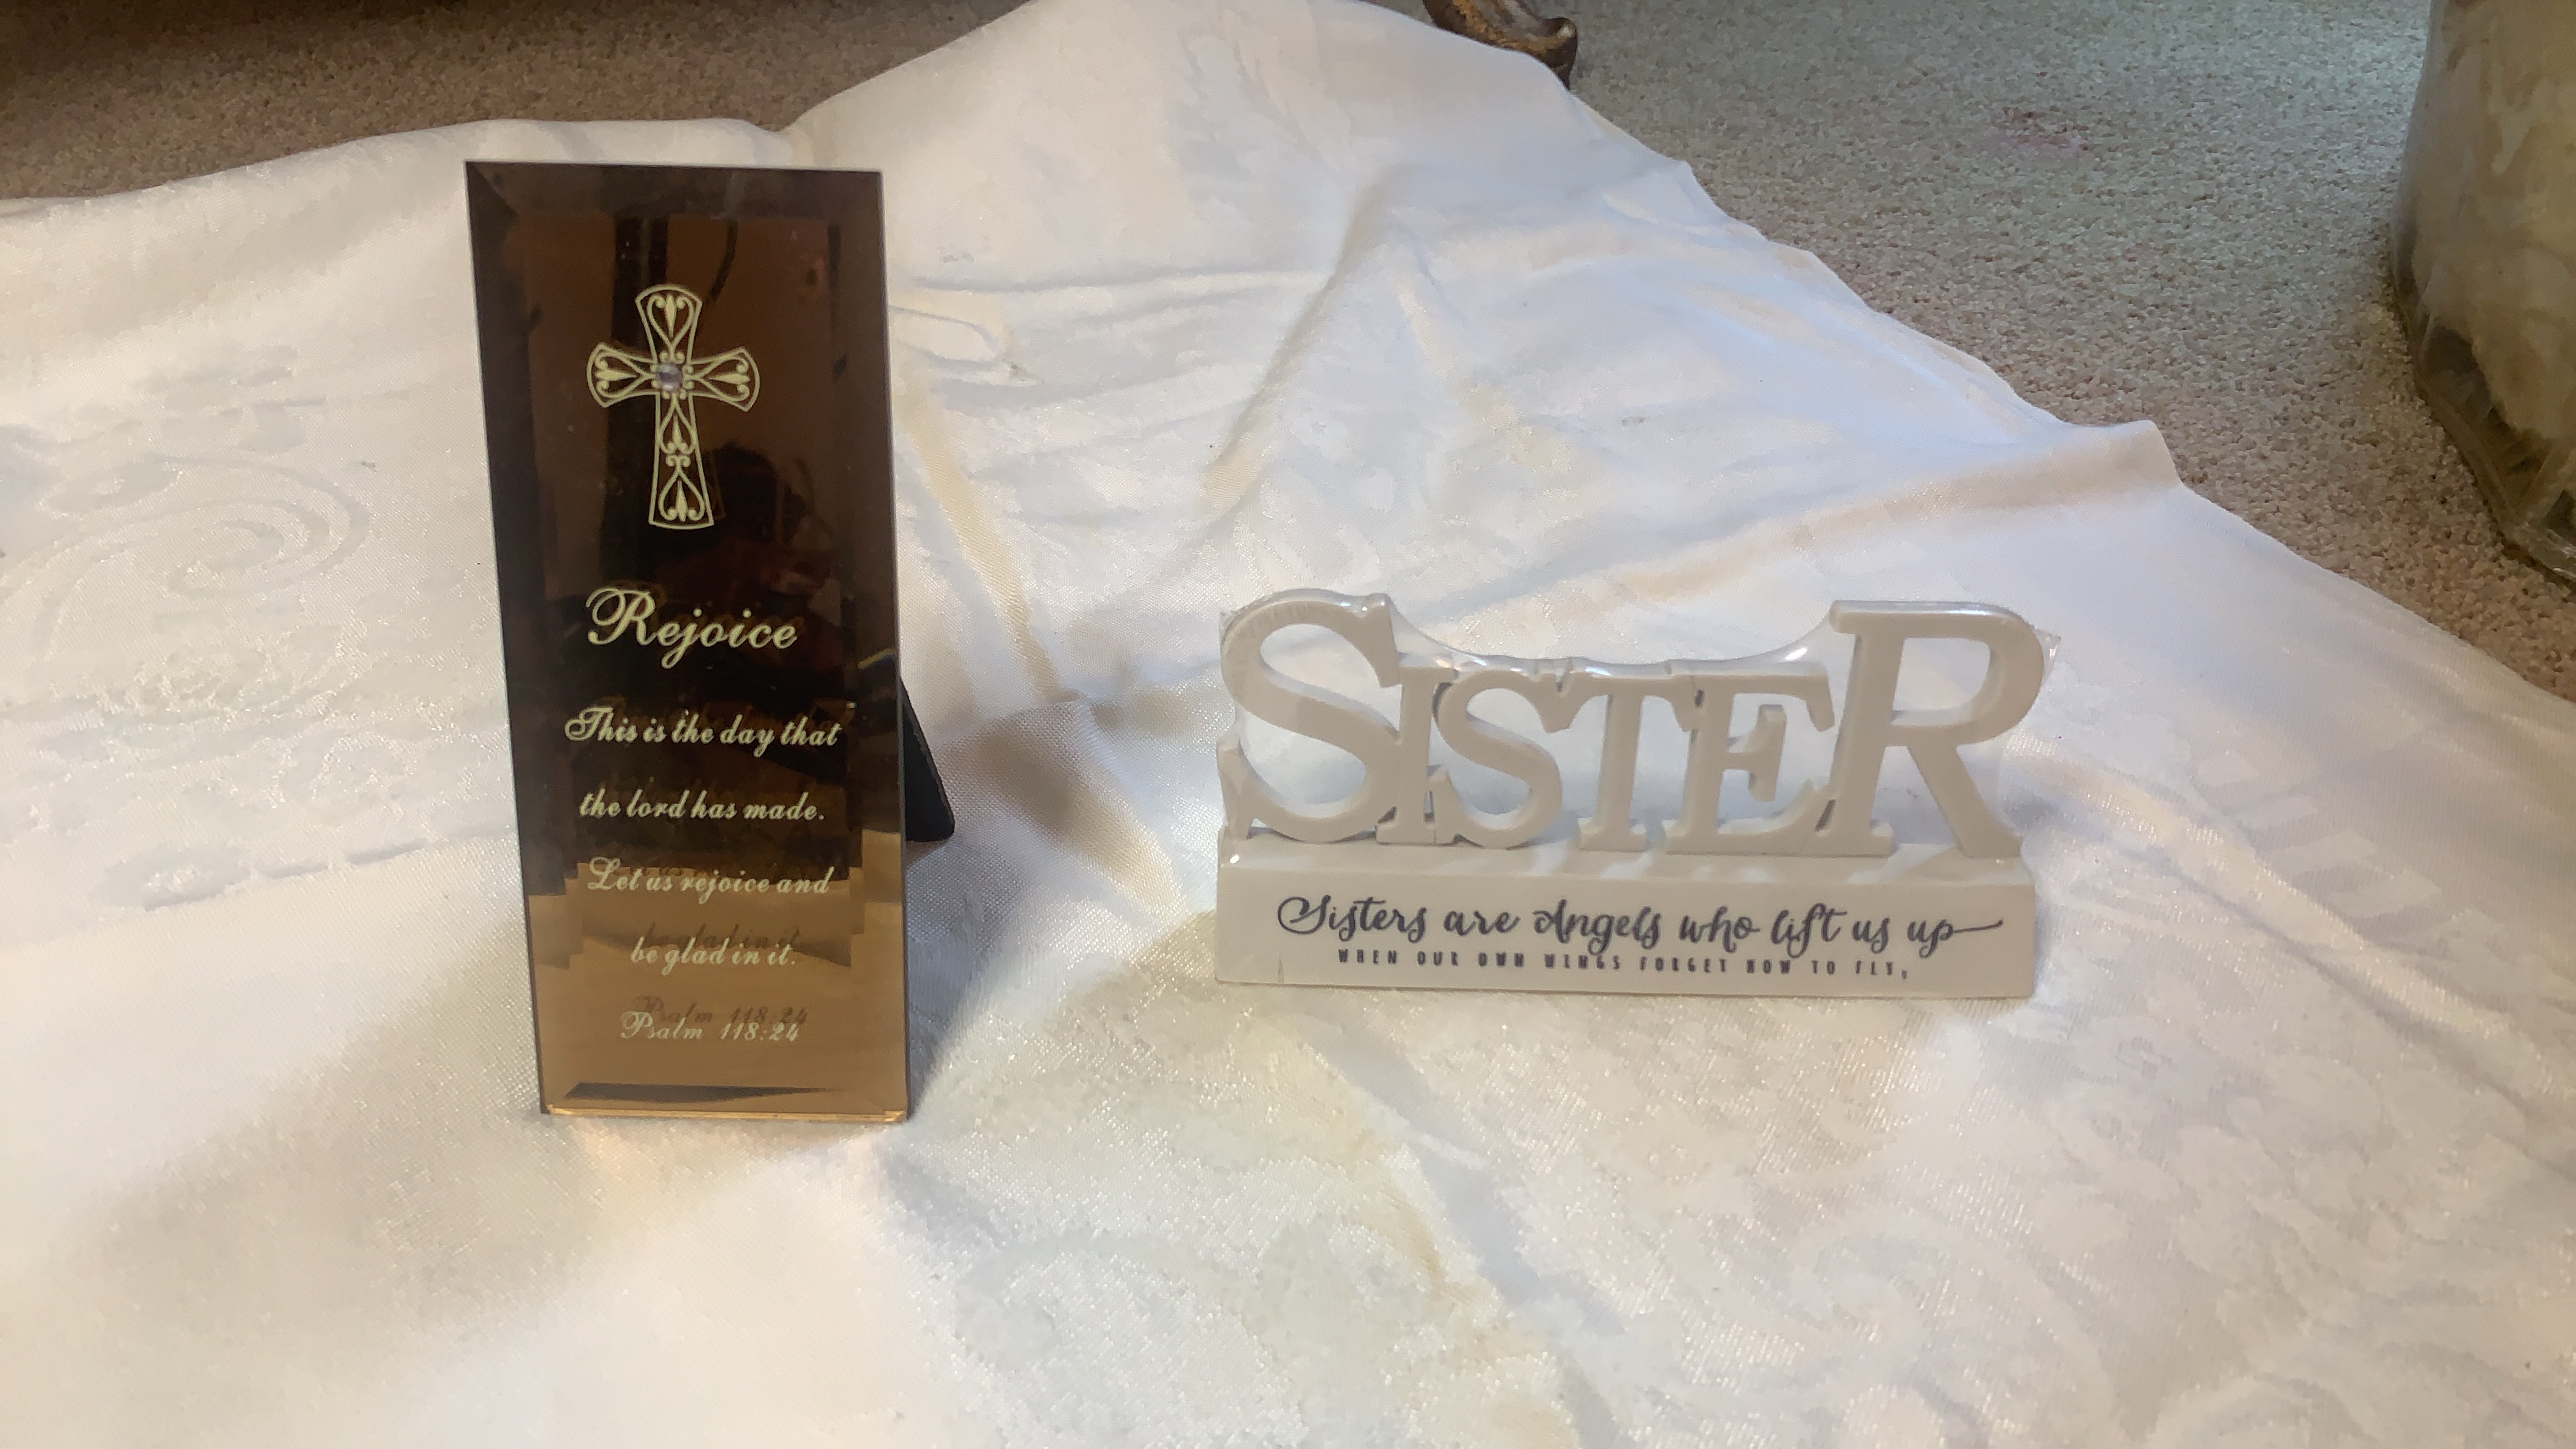 Rejoice
This is the day that
the lord has made.
Let us rejoice and
be glad in it.
Psalm 118:24
SISTER
Sisters are Angels who lift us up
WHEN OUR OWN WINGS FORGET HOW TO FLY,